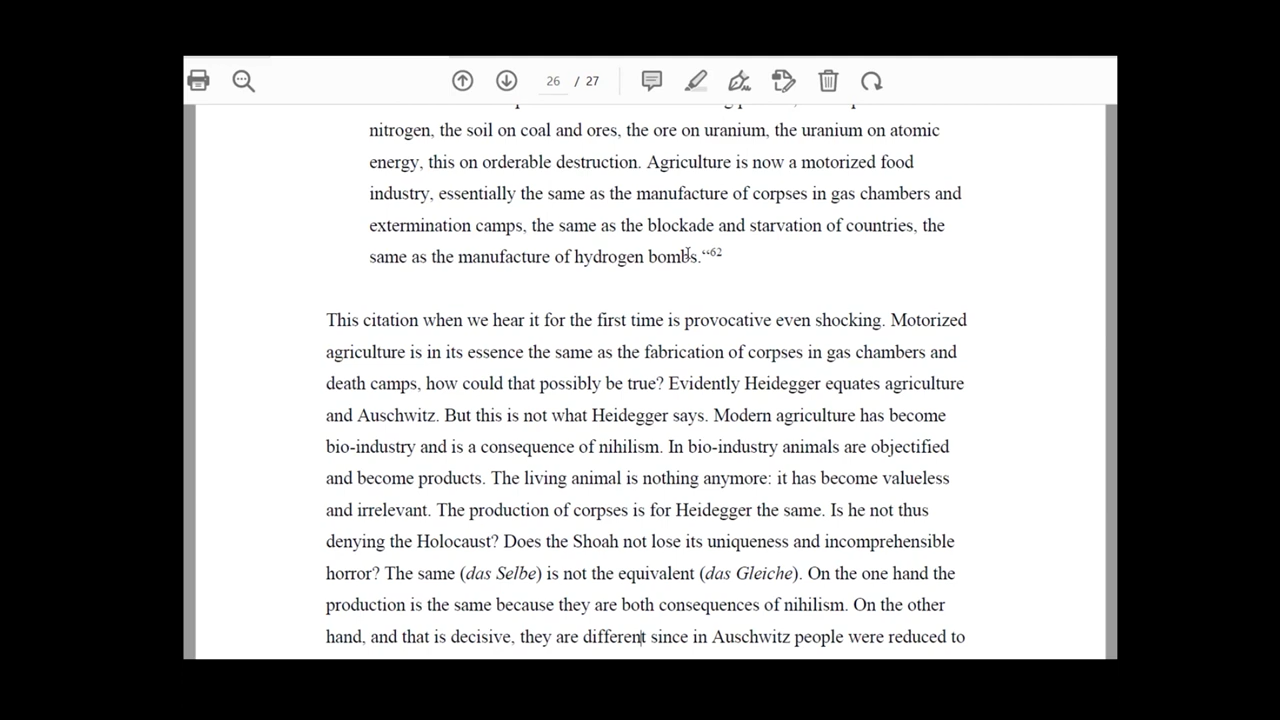 26 / 27
nitrogen, the soil on coal and ores, the ore on uranium, the uranium on atomic
energy, this on orderable destruction. Agriculture is now a motorized food
industry, essentially the same as the manufacture of corpses in gas chambers and
extermination camps, the same as the blockade and starvation of countries, the
same as the manufacture of hydrogen bombs.“62
This citation when we hear it for the first time is provocative even shocking. Motorized
agriculture is in its essence the same as the fabrication of corpses in gas chambers and
death camps, how could that possibly be true? Evidently Heidegger equates agriculture
and Auschwitz. But this is not what Heidegger says. Modern agriculture has become
bio-industry and is a consequence of nihilism. In bio-industry animals are objectified
and become products. The living animal is nothing anymore: it has become valueless
and irrelevant. The production of corpses is for Heidegger the same. Is he not thus
denying the Holocaust? Does the Shoah not lose its uniqueness and incomprehensible
horror? The same (das Selbe) is not the equivalent (das Gleiche). On the one hand the
production is the same because they are both consequences of nihilism. On the other
hand, and that is decisive, they are different since in Auschwitz people were reduced to